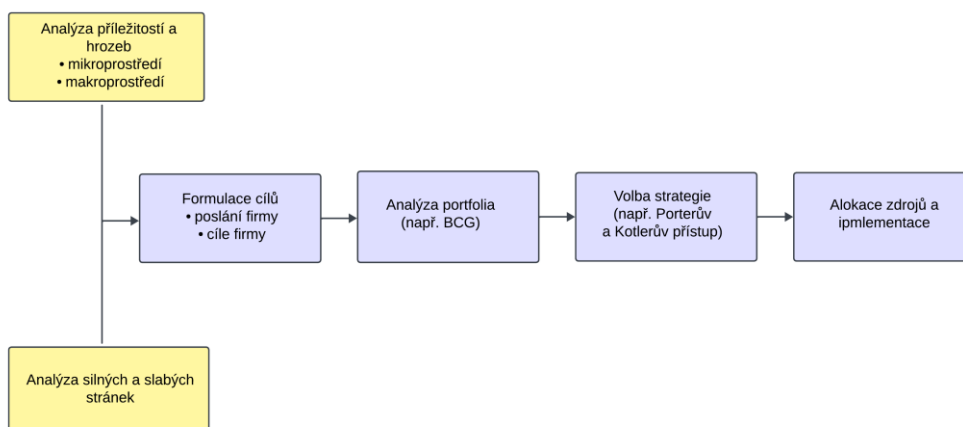 Analýza příležitostí a
hrozeb
• mikroprostředí
• makroprostředí
Formulace cílů
• poslání firmy
• cíle firmy
Analýza portfolia
(např. BCG)
Volba strategie
(např. Porterův
a Kotlerův přístup)
Alokace zdrojů a
ipmlementace
Analýza silných a slabých
stránek